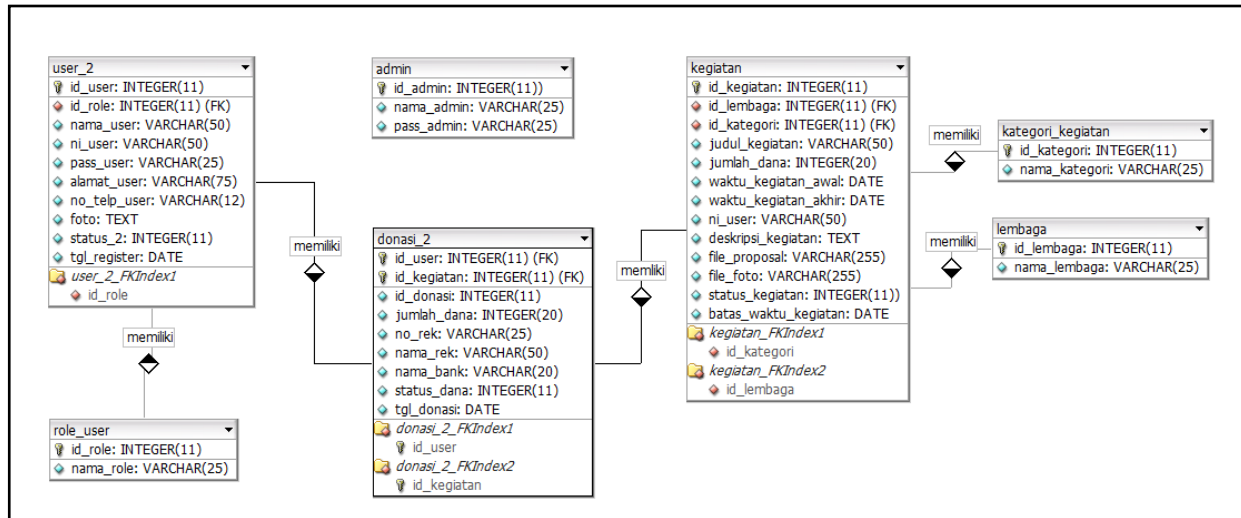 user_2
id_user: INTEGER(11)
id_role: INTEGER(11) (FK)
nama_user: VARCHAR(50)
ni_user: VARCHAR(50)
pass_user: VARCHAR(25)
alamat_user: VARCHAR(75)
no_telp_user: VARCHAR(12)
foto: TEXT
status_2: INTEGER(11)
tgl_register: DATE
user_2_FKIndex1
id_role
memiliki
role_user
id_role: INTEGER(11)
nama_role: VARCHAR(25)
admin
id_admin: INTEGER(11))
nama_admin: VARCHAR(25)
pass_admin: VARCHAR(25)
memiliki
donasi_2
id_user: INTEGER(11) (FK)
id_kegiatan: INTEGER(11) (FK)
id_donasi: INTEGER(11)
jumlah_dana: INTEGER(20)
no_rek: VARCHAR(25)
nama_rek: VARCHAR(50)
nama_bank: VARCHAR(20)
status_dana: INTEGER(11)
tgl_donasi: DATE
donasi_2_FKIndex1
id_user
donasi_2_FKIndex2
id_kegiatan
memliki
kegiatan
id_kegiatan: INTEGER(11)
id_lembaga: INTEGER(11) (FK)
id_kategori: INTEGER(11) (FK)
judul_kegiatan: VARCHAR(50)
jumlah_dana: INTEGER(20)
waktu_kegiatan_awal: DATE
waktu_kegiatan_akhir: DATE
ni_user: VARCHAR(50)
deskripsi_kegiatan: TEXT
file_proposal: VARCHAR(255)
file_foto: VARCHAR(255)
status_kegiatan: INTEGER(11))
batas_waktu_kegiatan: DATE
kegiatan_FKIndex1
id_kategori
kegiatan_FKIndex2
id_lembaga
memiliki
kategori_kegiatan
id_kategori: INTEGER(11)
nama_kategori: VARCHAR(25)
memiliki
lembaga
id_lembaga: INTEGER(11)
nama_lembaga: VARCHAR(25)